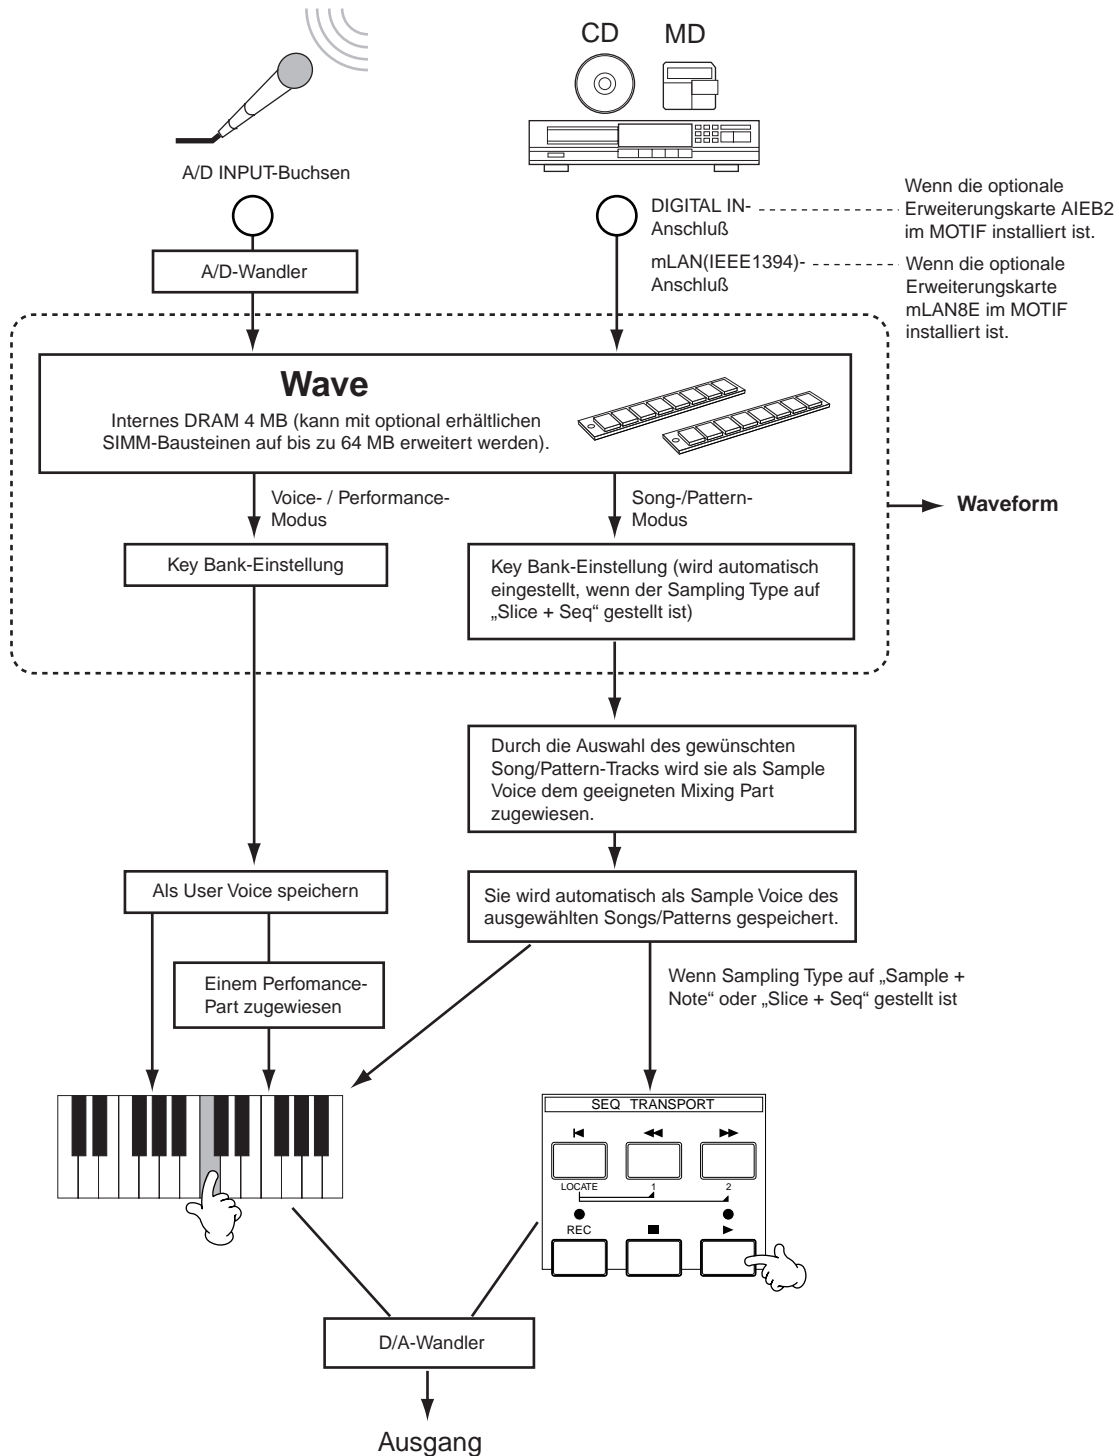 CD
MD
A/D INPUT-Buchsen
DIGITAL IN-
Anschluß
Wenn die optionale
Erweiterungskarte AIEB2
im MOTIF installiert ist.
A/D-Wandler
mLAN(IEEE1394)-
Anschluß
Wenn die optionale
Erweiterungskarte
mLAN8E im MOTIF
installiert ist.
Wave
Internes DRAM 4 MB (kann mit optional erhältlichen
SIMM-Bausteinen auf bis zu 64 MB erweitert werden).
Voice- / Performance-
Modus
Song-/Pattern-
Modus
Waveform
Key Bank-Einstellung
Key Bank-Einstellung (wird automatisch
eingestellt, wenn der Sampling Type auf
„Slice + Seq“ gestellt ist)
Durch die Auswahl des gewünschten
Song/Pattern-Tracks wird sie als Sample
Voice dem geeigneten Mixing Part
zugewiesen.
Als User Voice speichern
Sie wird automatisch als Sample Voice des
ausgewählten Songs/Patterns gespeichert.
Einem Perfomance-
Part zugewiesen
Wenn Sampling Type auf „Sample +
Note“ oder „Slice + Seq“ gestellt ist
SEQ TRANSPORT
LOCATE 1 2
REC
D/A-Wandler
Ausgang